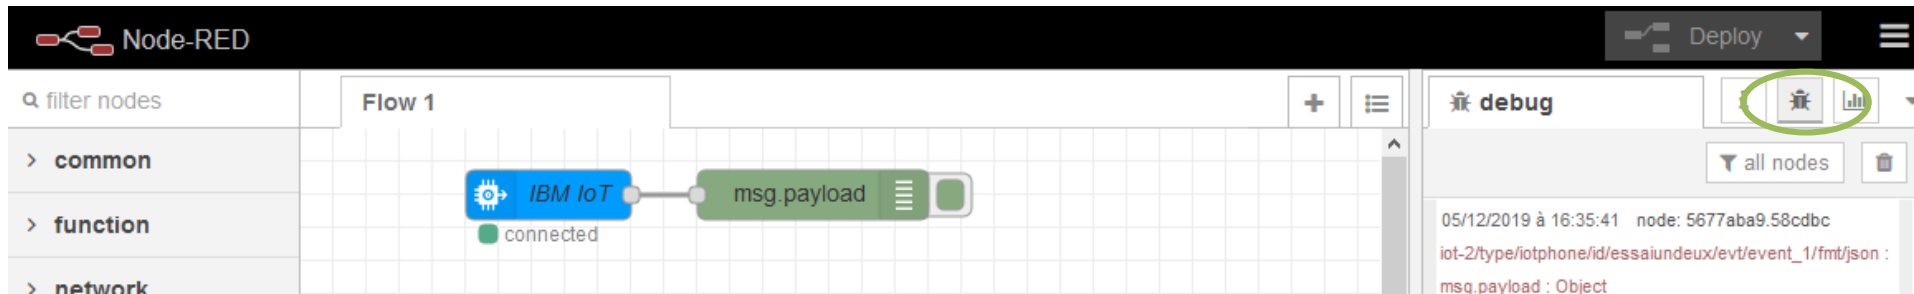 Node-RED
Deploy
filter nodes
Flow 1
debug
common
all nodes
IBM IoT
msg.payload
function
connected
05/12/2019 à 16:35:41 node: 5677aba9.58cdbc
iot-2/type/iotphone/id/essaiundeux/evt/event_1/fmt/json :
msg.payload : Object
network